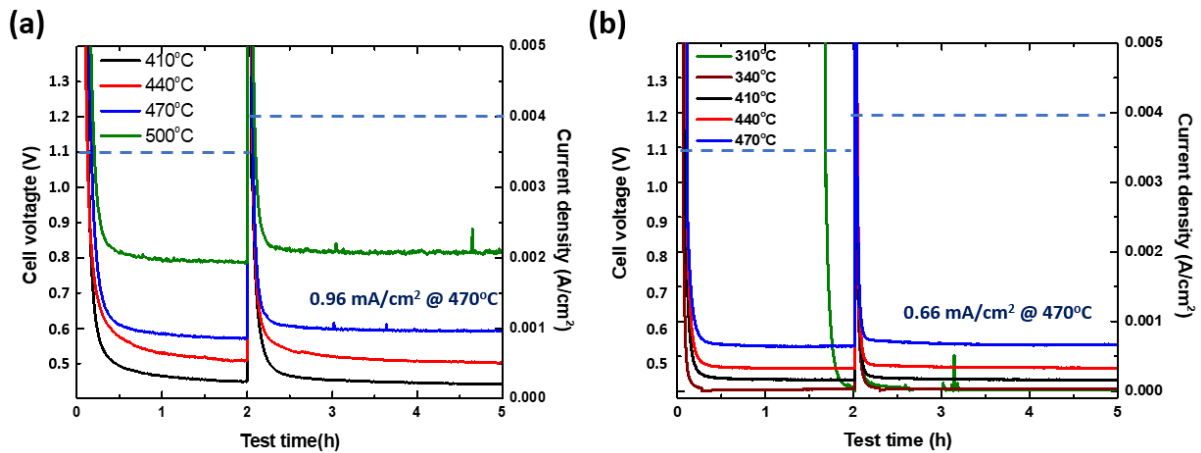 (a)
410°C
440°C
470°C
500°C
0.96 mA/cm² @ 470°C
Cell voltagte (V)
1.3
1.2
1.1
1.0
0.9
0.8
0.7
0.6
0.5
0
1
2
3
4
5
Test time(h)
0.005
0.004
0.003
0.002
0.001
0.000
Current density (A/cm²)
(b)
310°C
340°C
410°C
440°C
470°C
0.66 mA/cm² @ 470°C
Cell voltage (V)
1.3
1.2
1.1
1.0
0.9
0.8
0.7
0.6
0.5
0
1
2
3
4
5
Test time (h)
0.005
0.004
0.003
0.002
0.001
0.000
Current density (A/cm²)